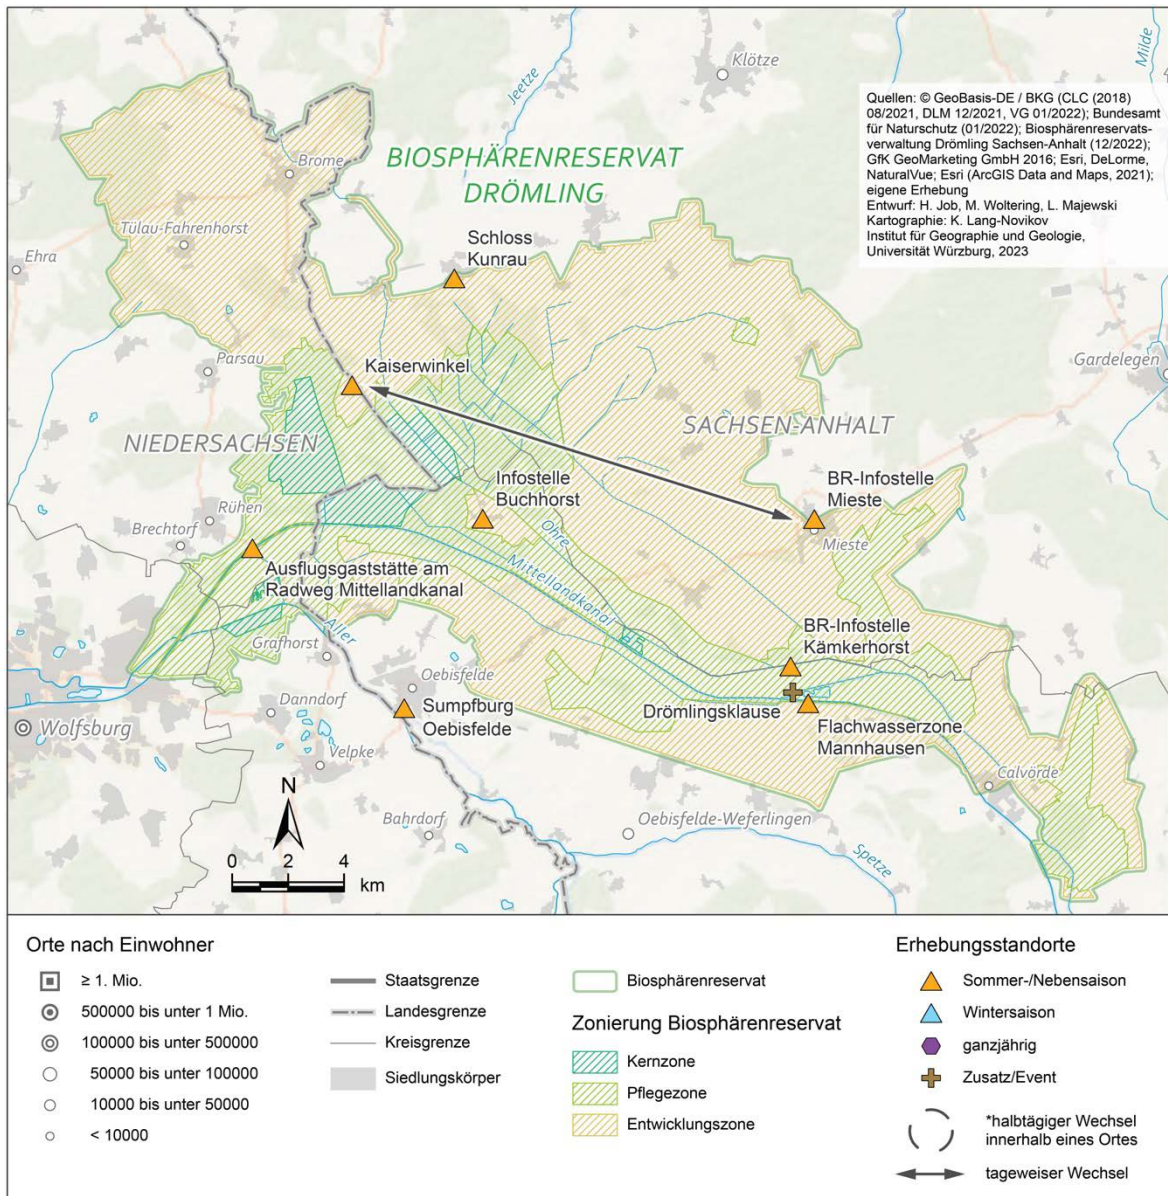 Klötze
Jeetze
Milde
Quellen: © GeoBasis-DE / BKG (CLC (2018)
08/2021, DLM 12/2021, VG 01/2022); Bundesamt
für Naturschutz (01/2022); Biosphärenreservats-
verwaltung Drömling Sachsen-Anhalt (12/2022);
GfK GeoMarketing GmbH 2016; Esri, DeLorme,
NaturalVue; Esri (ArcGIS Data and Maps, 2021);
eigene Erhebung
Entwurf: H. Job, M. Woltering, L. Majewski
Kartographie: K. Lang-Novikov
Institut für Geographie und Geologie,
Universität Würzburg, 2023
BIOSPHÄRENRESERVAT
DRÖMLING
Brome
Tülau-Fahrenhorst
Ehra
Schloss
Kunrau
Parsau
Kaiserwinkel
Gardelegen
NIEDERSACHSEN
SACHSEN-ANHALT
Infostelle
Buchhorst
BR-Infostelle
Mieste
Rühen
Brechtorf
Ohre
Mieste
Ausflugsgaststätte am
Radweg Mittellandkanal
Mittellandkanal
Aller
Grafhorst
BR-Infostelle
Kämkerhorst
Oebisfelde
Danndorf
Sumpfburg
Oebisfelde
Drömlingsklause
Flachwasserzone
Mannhausen
Wolfsburg
Velpke
Calvörde
N
Bahrdorf
Oebisfelde-Weferlingen
Spetze
0 2 4
km
Orte nach Einwohner
≥ 1. Mio.
500000 bis unter 1 Mio.
100000 bis unter 500000
50000 bis unter 100000
10000 bis unter 50000
< 10000
Staatsgrenze
Landesgrenze
Kreisgrenze
Siedlungskörper
Biosphärenreservat
Zonierung Biosphärenreservat
Kernzone
Pflegezone
Entwicklungszone
Erhebungsstandorte
Sommer-/Nebensaison
Wintersaison
ganzjährig
Zusatz/Event
*halbtägiger Wechsel
innerhalb eines Ortes
tageweiser Wechsel